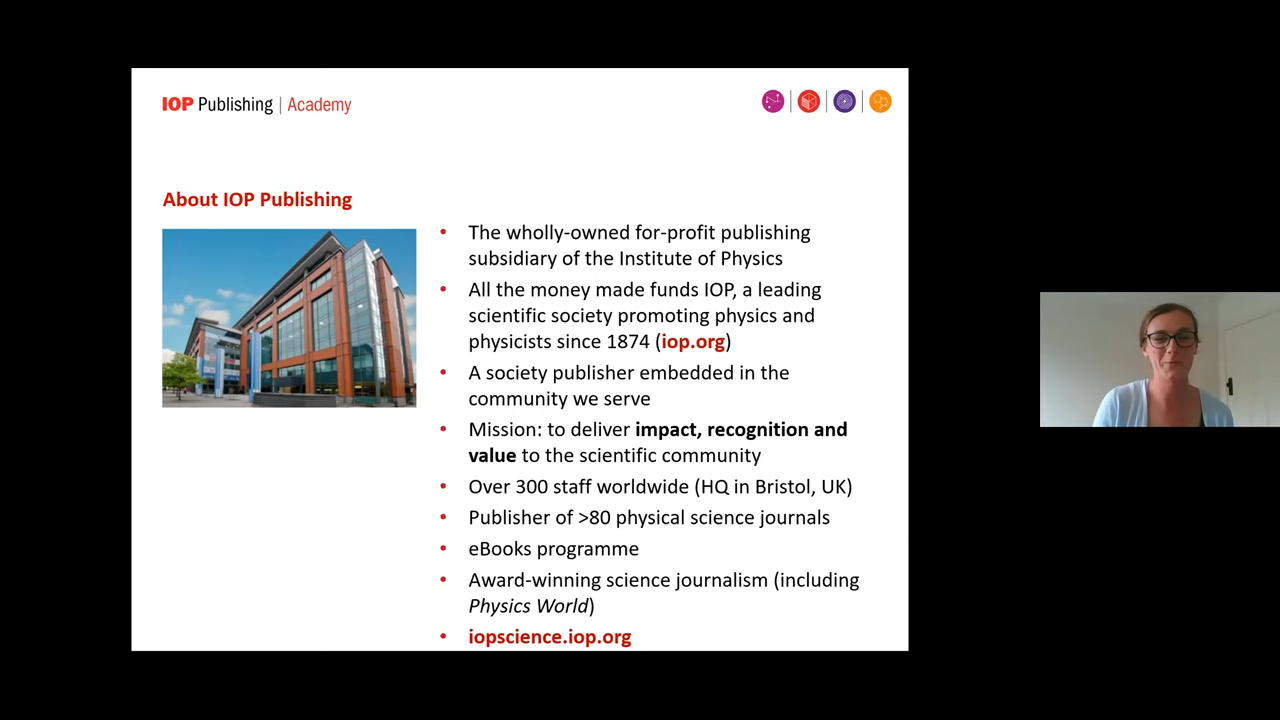 IOP Publishing | Academy
About IOP Publishing
• The wholly-owned for-profit publishing
subsidiary of the Institute of Physics
• All the money made funds IOP, a leading
scientific society promoting physics and
physicists since 1874 (iop.org)
• A society publisher embedded in the
community we serve
• Mission: to deliver impact, recognition and
value to the scientific community
• Over 300 staff worldwide (HQ in Bristol, UK)
• Publisher of >80 physical science journals
• eBooks programme
• Award-winning science journalism (including
Physics World)
• iopscience.iop.org